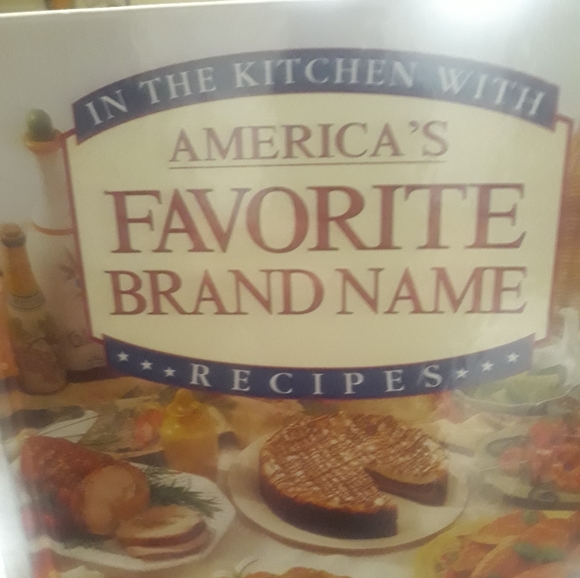 IN THE KITCHEN WITH
AMERICA'S
FAVORITE
BRAND NAME
RECIPES